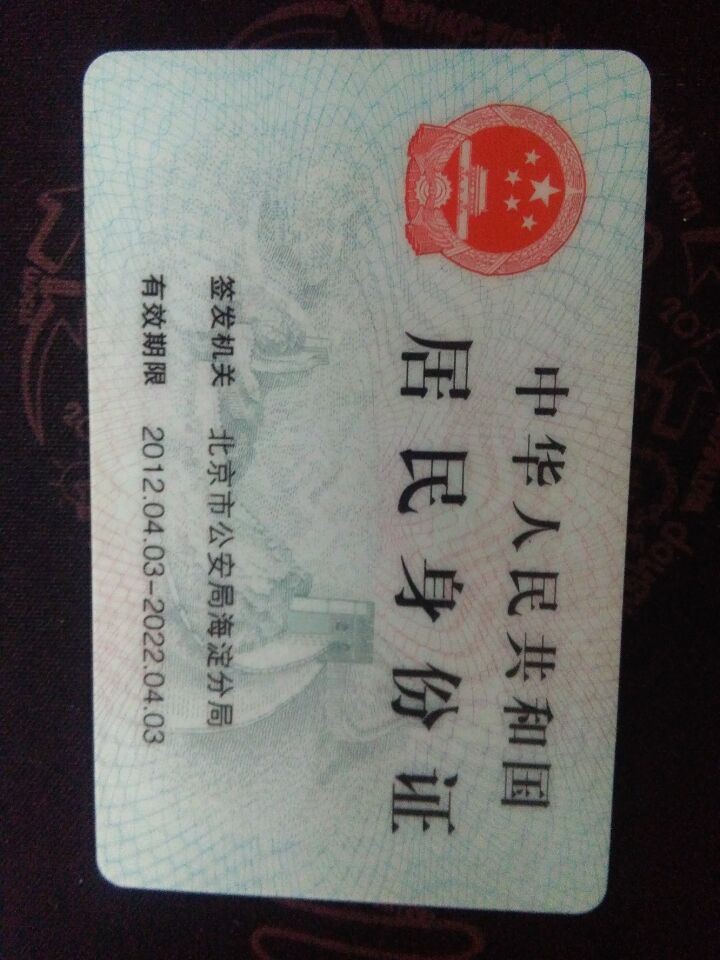 中华人民共和国
居民身份证
签发机关 北京市公安局海淀分局
有效期限 2012.04.03-2022.04.03